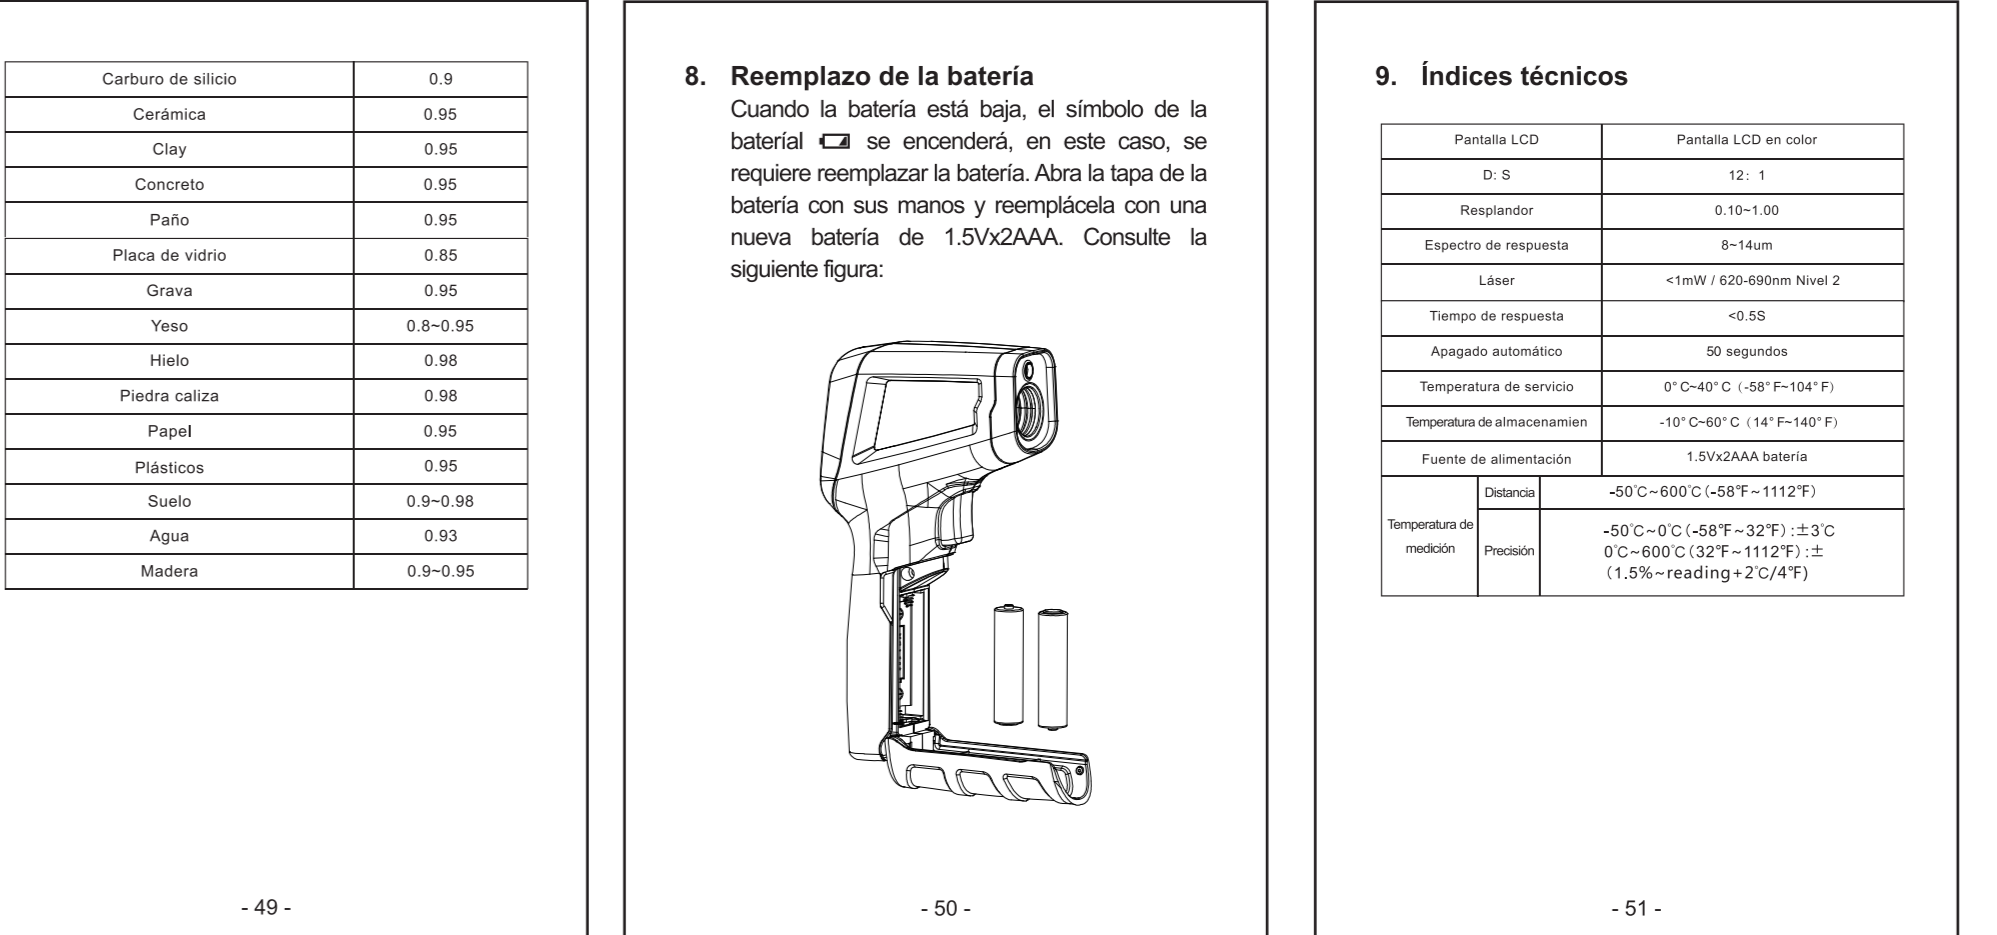 Carburo de silicio 0.9
Cerámica 0.95
Clay 0.95
Concreto 0.95
Paño 0.95
Placa de vidrio 0.85
Grava 0.95
Yeso 0.8~0.95
Hielo 0.98
Piedra caliza 0.98
Papel 0.95
Plásticos 0.95
Suelo 0.9~0.98
Agua 0.93
Madera 0.9~0.95
- 49 -
8. Reemplazo de la batería
Cuando la batería está baja, el símbolo de la
bateríal se encenderá, en este caso, se
requiere reemplazar la batería. Abra la tapa de la
batería con sus manos y reemplácela con una
nueva batería de 1.5Vx2AAA. Consulte la
siguiente figura:
- 50 -
9. Índices técnicos
Pantalla LCD Pantalla LCD en color
D: S 12: 1
Resplandor 0.10~1.00
Espectro de respuesta 8~14um
Láser <1mW / 620-690nm Nivel 2
Tiempo de respuesta <0.5S
Apagado automático 50 segundos
Temperatura de servicio 0°C~40°C (-58°F~104°F)
Temperatura de almacenamien -10°C~60°C (14°F~140°F)
Fuente de alimentación 1.5Vx2AAA batería
Temperatura de
medición
Distancia -50℃~600℃(-58℉~1112℉)
Precisión
-50℃~0℃(-58℉~32℉):±3℃
0℃~600℃(32℉~1112℉):±
(1.5%~reading+2℃/4℉)
- 51 -